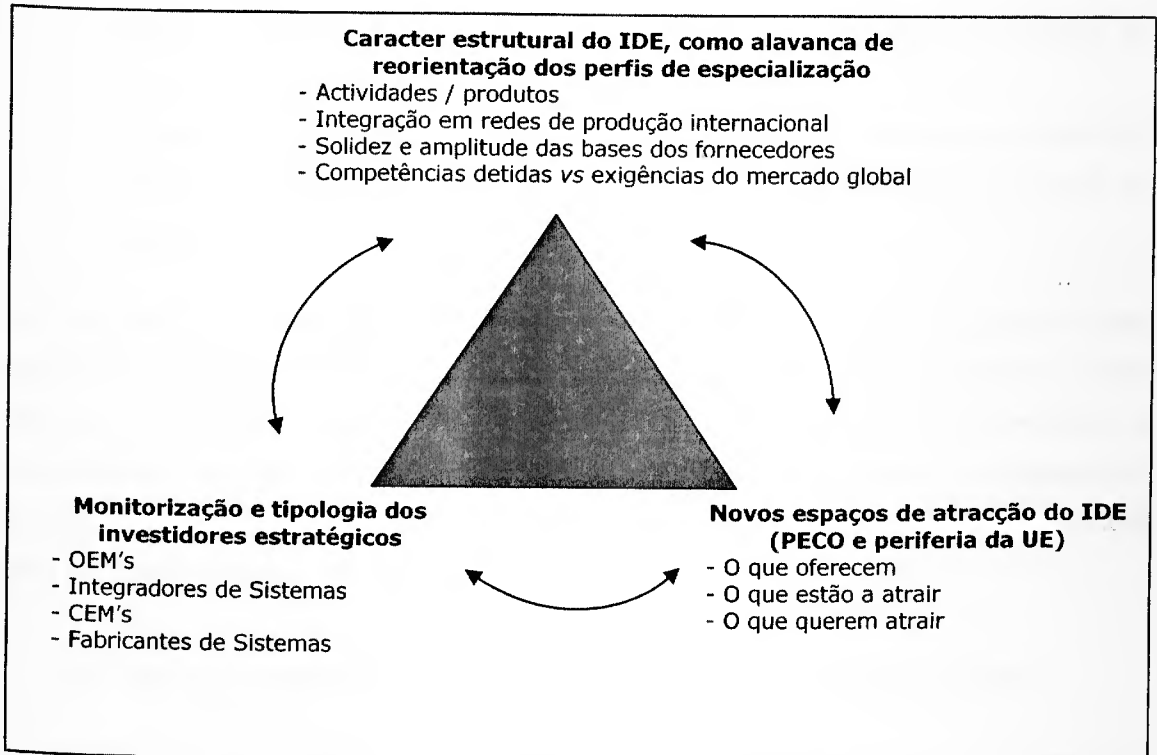 Caracter estrutural do IDE, como alavanca de
reorientação dos perfis de especialização
- Actividades / produtos
- Integração em redes de produção internacional
- Solidez e amplitude das bases dos fornecedores
- Competências detidas vs exigências do mercado global
Monitorização e tipologia dos
investidores estratégicos
- OEM's
- Integradores de Sistemas
- CEM's
- Fabricantes de Sistemas
Novos espaços de atracção do IDE
(PECO e periferia da UE)
- O que oferecem
- O que estão a atrair
- O que querem atrair